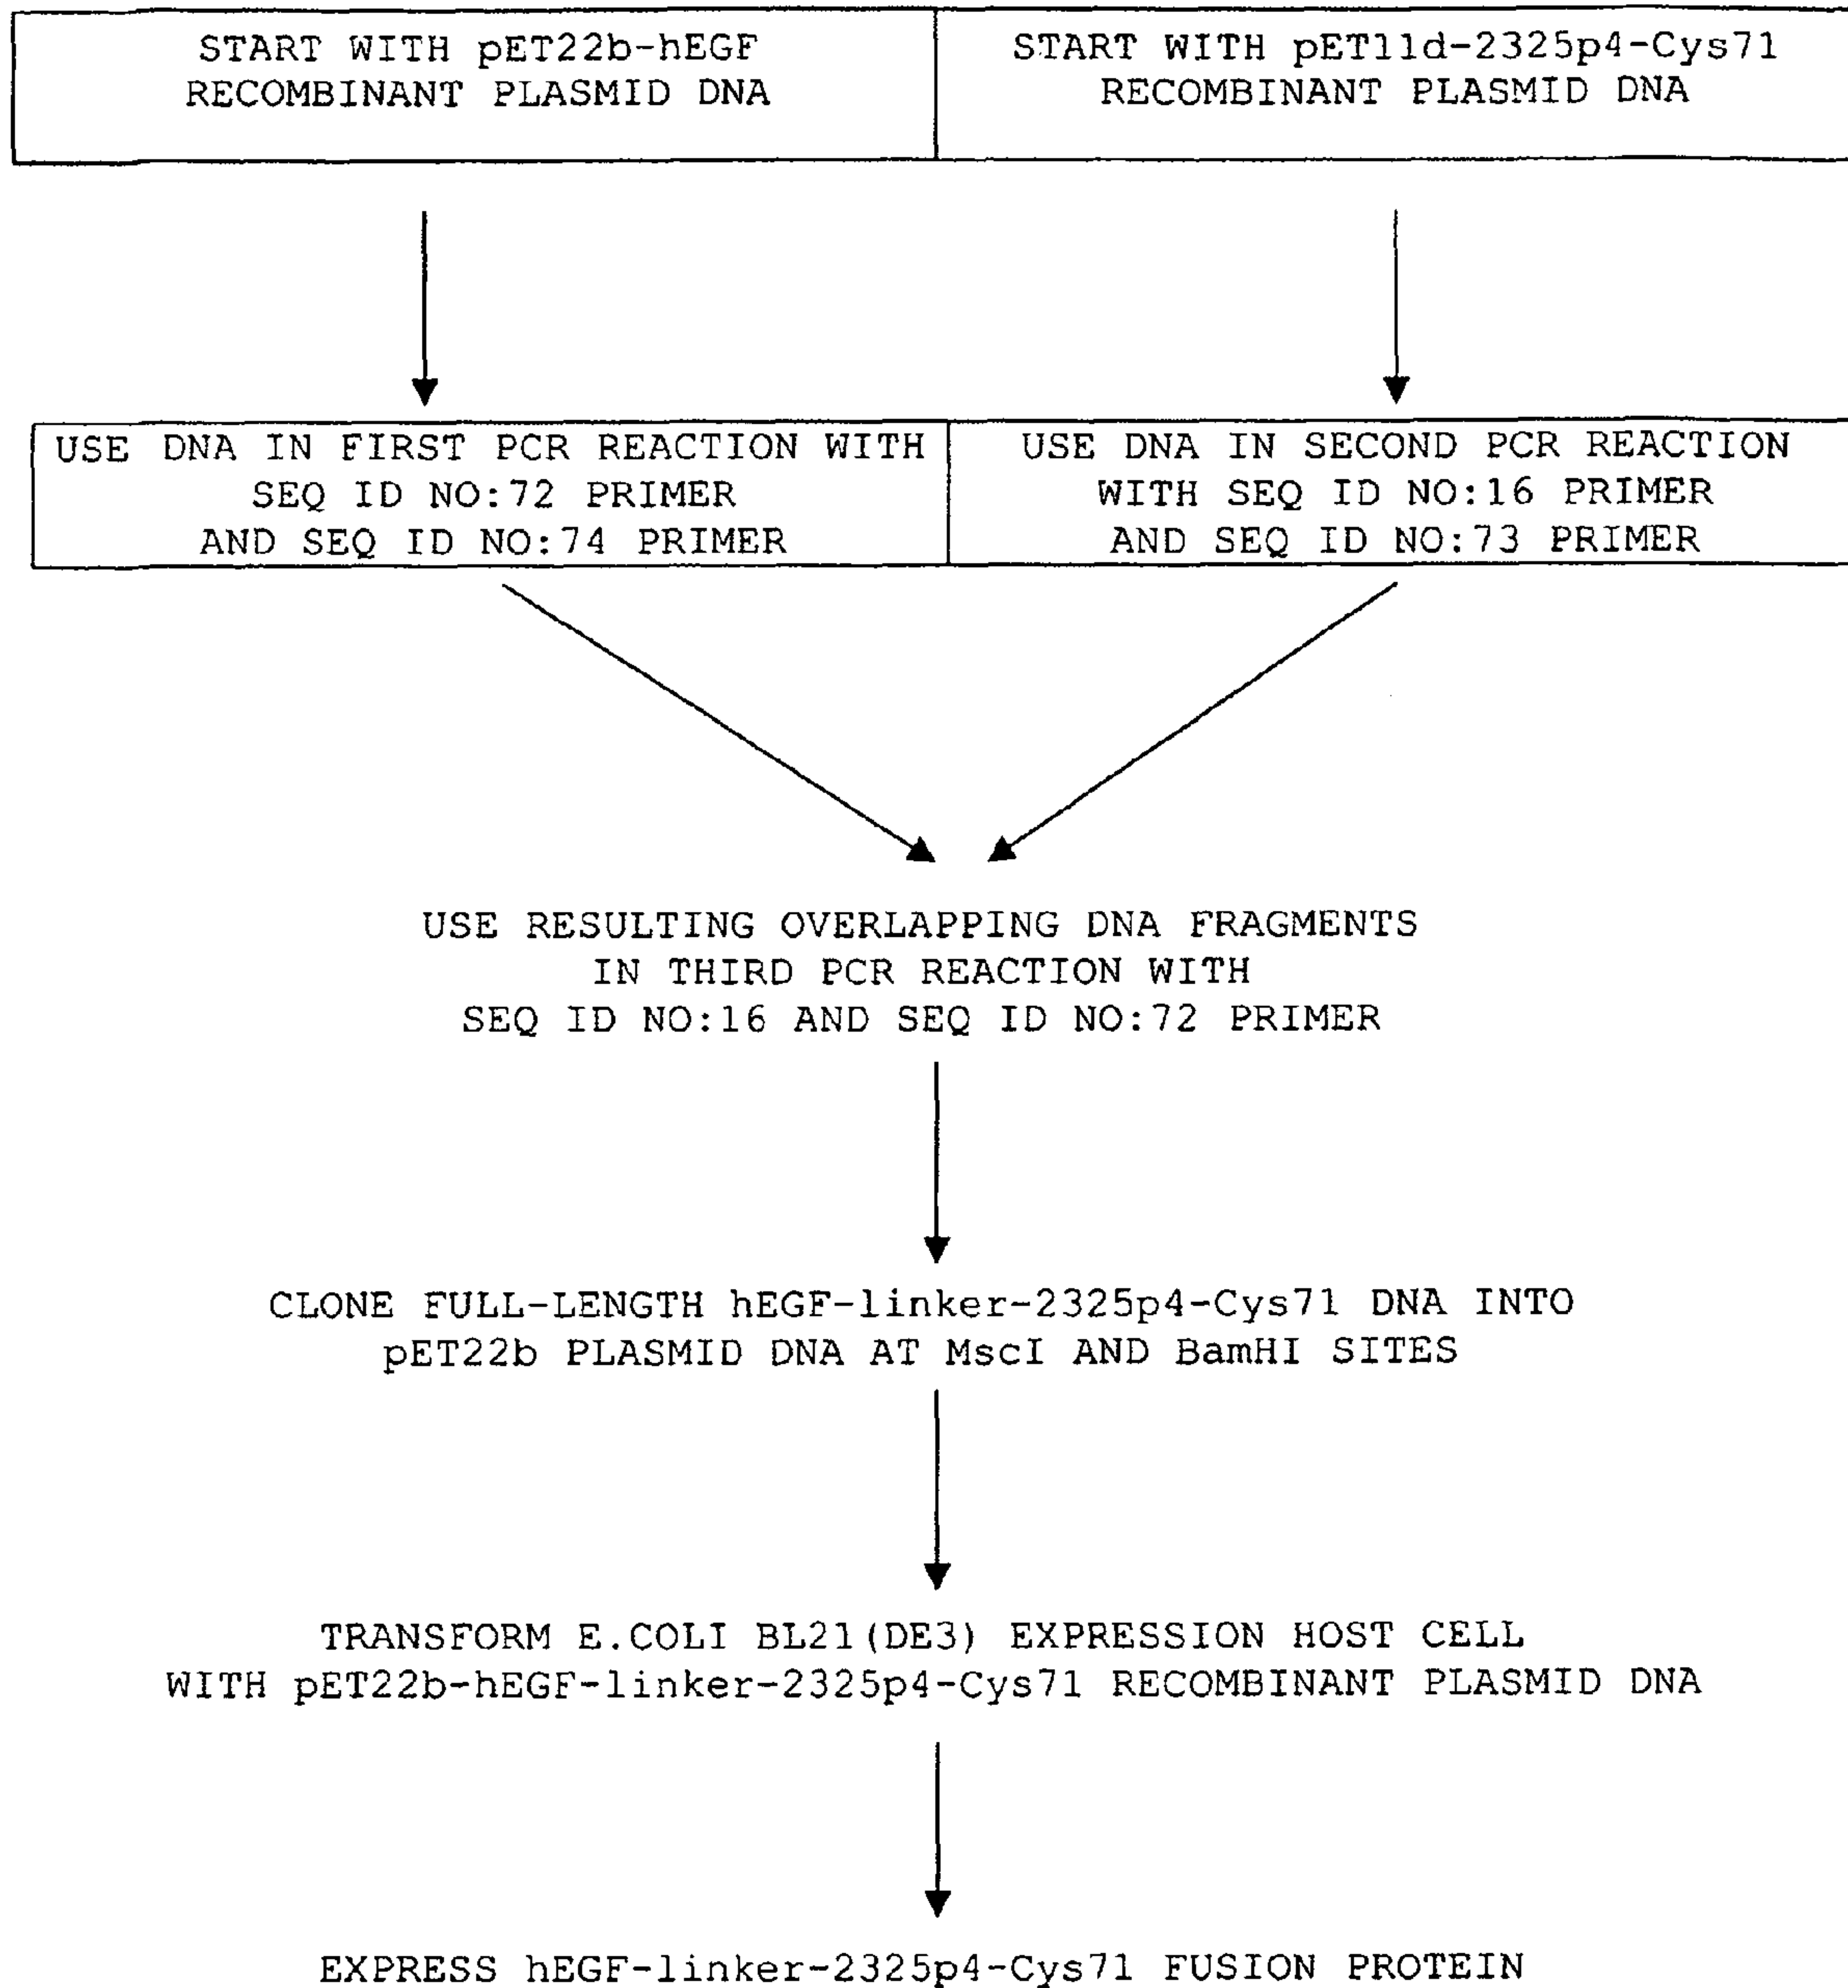 START WITH pET22b-hEGF
RECOMBINANT PLASMID DNA
START WITH pET11d-2325p4-Cys71
RECOMBINANT PLASMID DNA
USE DNA IN FIRST PCR REACTION WITH
SEQ ID NO:72 PRIMER
AND SEQ ID NO:74 PRIMER
USE DNA IN SECOND PCR REACTION
WITH SEQ ID NO:16 PRIMER
AND SEQ ID NO:73 PRIMER
USE RESULTING OVERLAPPING DNA FRAGMENTS
IN THIRD PCR REACTION WITH
SEQ ID NO:16 AND SEQ ID NO:72 PRIMER
CLONE FULL-LENGTH hEGF-linker-2325p4-Cys71 DNA INTO
pET22b PLASMID DNA AT MscI AND BamHI SITES
TRANSFORM E.COLI BL21(DE3) EXPRESSION HOST CELL
WITH pET22b-hEGF-linker-2325p4-Cys71 RECOMBINANT PLASMID DNA
EXPRESS hEGF-linker-2325p4-Cys71 FUSION PROTEIN